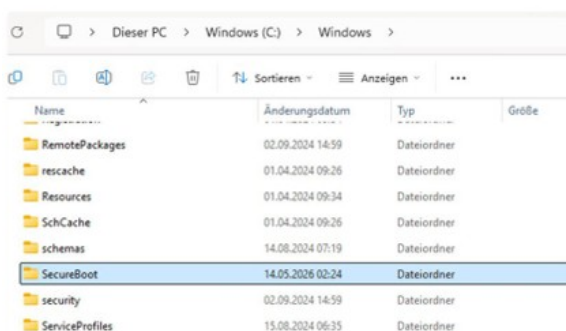 Dieser PC > Windows (C:) > Windows >
Sortieren Anzeigen ...
Name Änderungsdatum Typ Größe
RemotePackages 02.09.2024 14:59 Dateiordner
rescache 01.04.2024 09:26 Dateiordner
Resources 01.04.2024 09:34 Dateiordner
SchCache 01.04.2024 09:26 Dateiordner
schemas 14.08.2024 07:19 Dateiordner
SecureBoot 14.05.2026 02:24 Dateiordner
security 02.09.2024 14:59 Dateiordner
ServiceProfiles 15.08.2024 06:35 Dateiordner